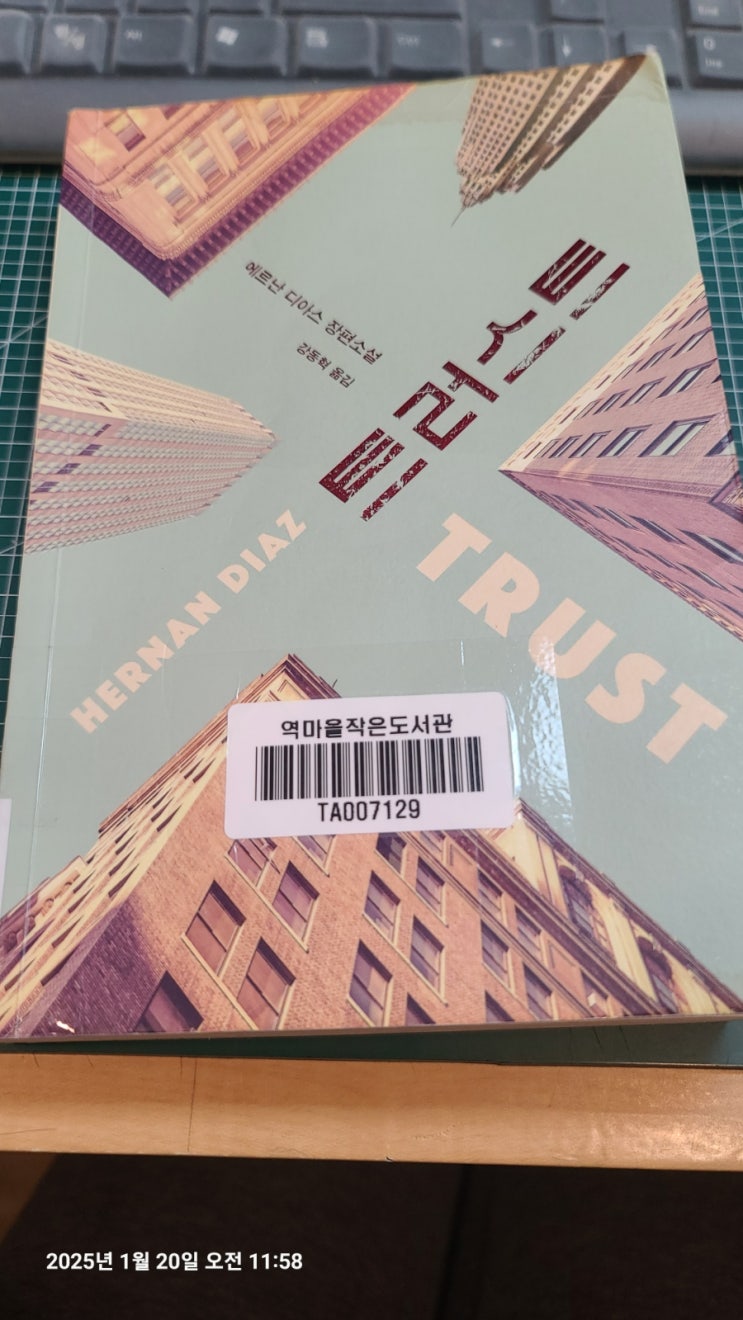 에르난 디아스 장편소설
강동혁 옮김
트러스트
HERNAN DIAZ
TRUST
역마을작은도서관
TA007129
2025년 1월 20일 오전 11:58